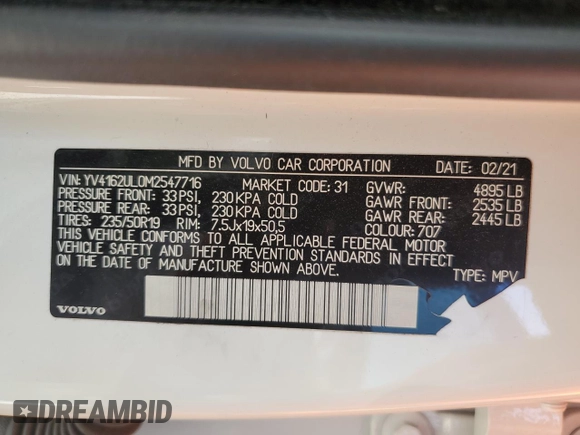 MFD BY VOLVO CAR CORPORATION DATE: 02/21
VIN: YV4162UL0M2547716 MARKET CODE: 31 GVWR: 4895 LB
PRESSURE FRONT: 33 PSI, 230 KPA COLD GAWR FRONT: 2535 LB
PRESSURE REAR: 33 PSI, 230 KPA COLD GAWR REAR: 2445 LB
TIRES: 235/50R19 RIM: 7.5Jx19x50,5 COLOUR: 707
THIS VEHICLE CONFORMS TO ALL APPLICABLE FEDERAL MOTOR
VEHICLE SAFETY AND THEFT PREVENTION STANDARDS IN EFFECT
ON THE DATE OF MANUFACTURE SHOWN ABOVE.
TYPE: MPV
VOLVO
DREAMBID